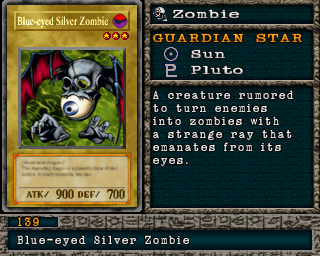 Blue-eyed Silver Zombie
ATK/ 900 DEF/ 700
Zombie
GUARDIAN STAR
Sun
Pluto
A creature rumored
to turn enemies
into zombies with
a strange ray that
emanates from its
eyes.
139
Blue-eyed Silver Zombie